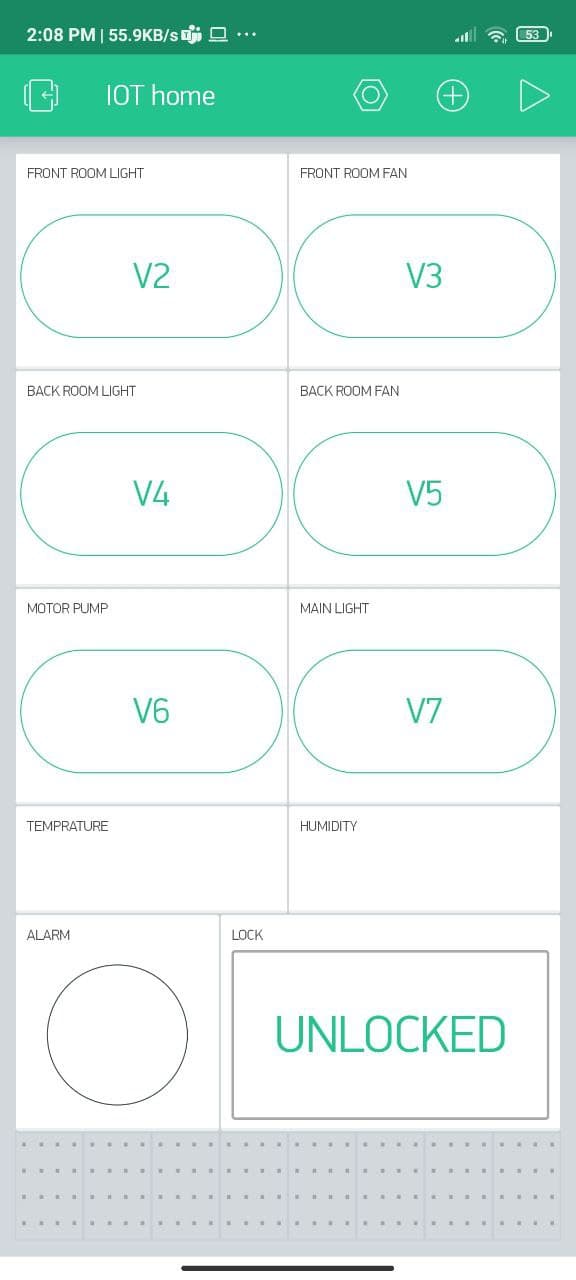 2:08 PM | 55.9KB/s ... 53
IOT home
FRONT ROOM LIGHT FRONT ROOM FAN
V2 V3
BACK ROOM LIGHT BACK ROOM FAN
V4 V5
MOTOR PUMP MAIN LIGHT
V6 V7
TEMPRATURE HUMIDITY
ALARM LOCK
UNLOCKED